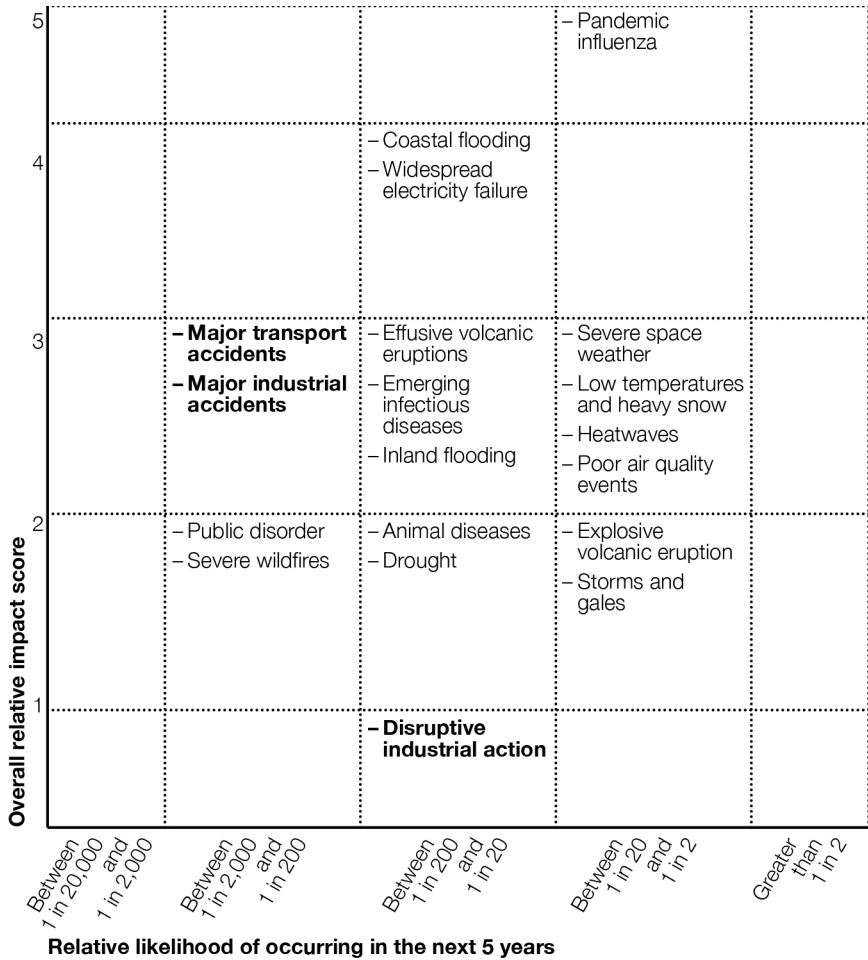 5
– Pandemic
influenza
4
– Coastal flooding
– Widespread
electricity failure
3
– Major transport
accidents
– Major industrial
accidents
– Effusive volcanic
eruptions
– Emerging
infectious
diseases
– Inland flooding
– Severe space
weather
– Low temperatures
and heavy snow
– Heatwaves
– Poor air quality
events
2
– Public disorder
– Severe wildfires
– Animal diseases
– Drought
– Explosive
volcanic eruption
– Storms and
gales
1
– Disruptive
industrial action
Overall relative impact score
Between
1 in 20,000
and
1 in 2,000
Between
1 in 2,000
and
1 in 200
Between
1 in 200
and
1 in 20
Between
1 in 20
and
1 in 2
Greater
than
1 in 2
Relative likelihood of occurring in the next 5 years